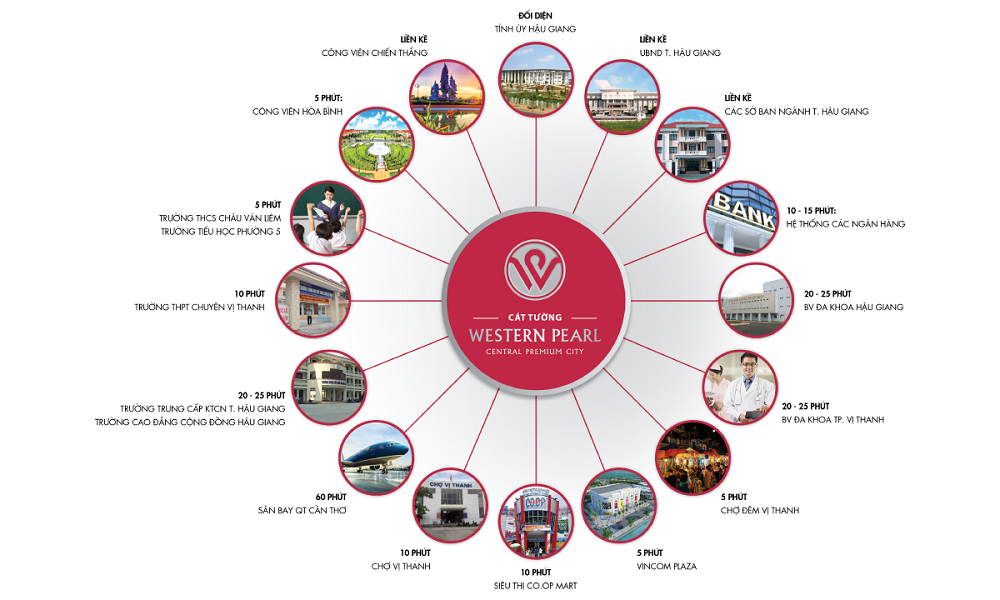 ĐỐI DIỆN
TỈNH ỦY HẬU GIANG
LIỀN KỀ
UBND T. HẬU GIANG
LIỀN KỀ
CÁC SỞ BAN NGÀNH T. HẬU GIANG
10 - 15 PHÚT:
HỆ THỐNG CÁC NGÂN HÀNG
BANK
20 - 25 PHÚT
BV ĐA KHOA HẬU GIANG
20 - 25 PHÚT
BV ĐA KHOA TP. VỊ THANH
5 PHÚT
CHỢ ĐÊM VỊ THANH
5 PHÚT
VINCOM PLAZA
10 PHÚT
SIÊU THỊ CO.OP MART
CO.OP
10 PHÚT
CHỢ VỊ THANH
CHỢ VỊ THANH
60 PHÚT
SÂN BAY QT CẦN THƠ
20 - 25 PHÚT
TRƯỜNG TRUNG CẤP KTCN T. HẬU GIANG
TRƯỜNG CAO ĐẲNG CỘNG ĐỒNG HẬU GIANG
10 PHÚT
TRƯỜNG THPT CHUYÊN VỊ THANH
5 PHÚT
TRƯỜNG THCS CHÂU VĂN LIÊM
TRƯỜNG TIỂU HỌC PHƯỜNG 5
5 PHÚT:
CÔNG VIÊN HÒA BÌNH
LIỀN KỀ
CÔNG VIÊN CHIẾN THẮNG
CÁT TƯỜNG
WESTERN PEARL
CENTRAL PREMIUM CITY